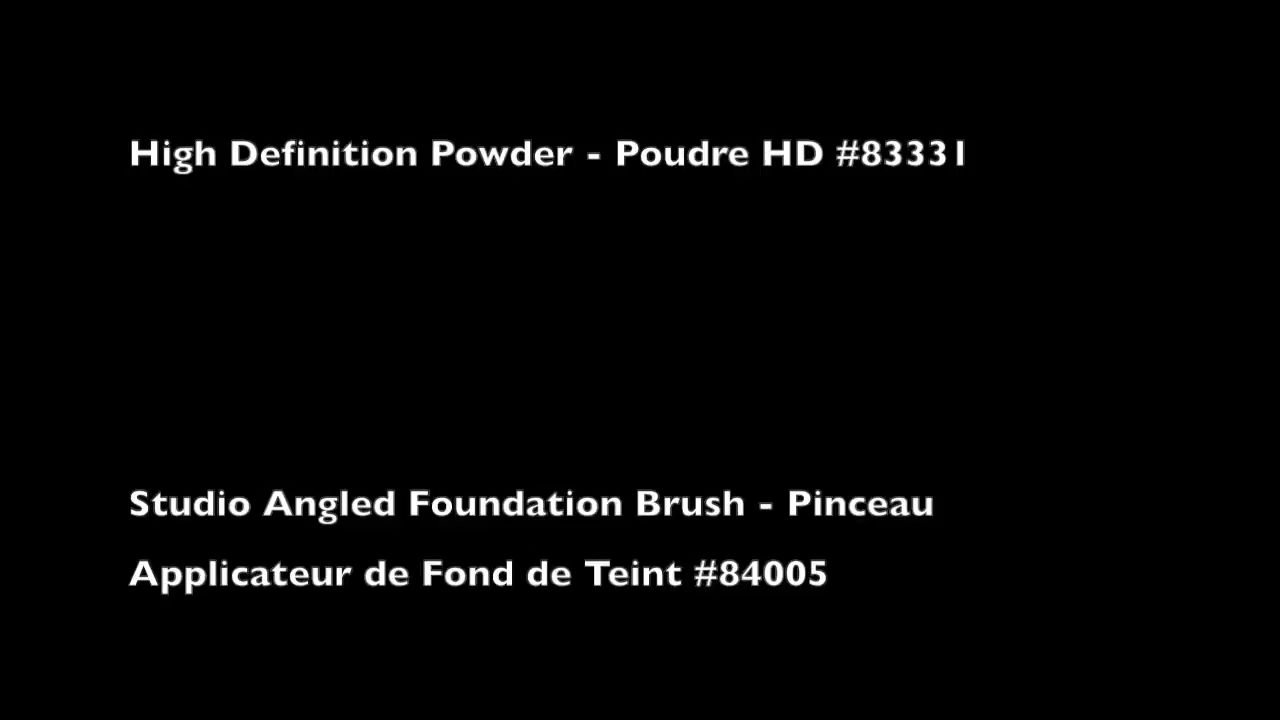 High Definition Powder - Poudre HD #83331
Studio Angled Foundation Brush - Pinceau
Applicateur de Fond de Teint #84005